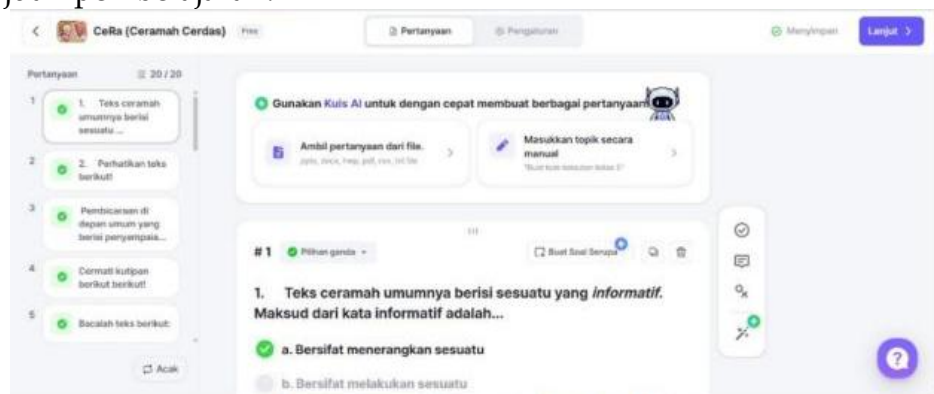 CeRa (Ceramah Cerdas)
Free
Pertanyaan
Pengaturan
Menyimpan
Lanjut >
Pertanyaan
20 / 20
1
1. Teks ceramah
umumnya berisi
sesuatu ...
2
2. Perhatikan teks
berikut!
3
Pembicaraan di
depan umum yang
berisi penyampaia...
4
Cermati kutipan
berikut berikut!
5
Bacalah teks berikut:
Acak
Gunakan Kuis AI untuk dengan cepat membuat berbagai pertanyaan
Ambil pertanyaan dari file.
Masukkan topik secara
manual
#1
Pilihan ganda
Buat Soal Serupa
1. Teks ceramah umumnya berisi sesuatu yang informatif.
Maksud dari kata informatif adalah...
a. Bersifat menerangkan sesuatu
b. Bersifat melakukan sesuatu